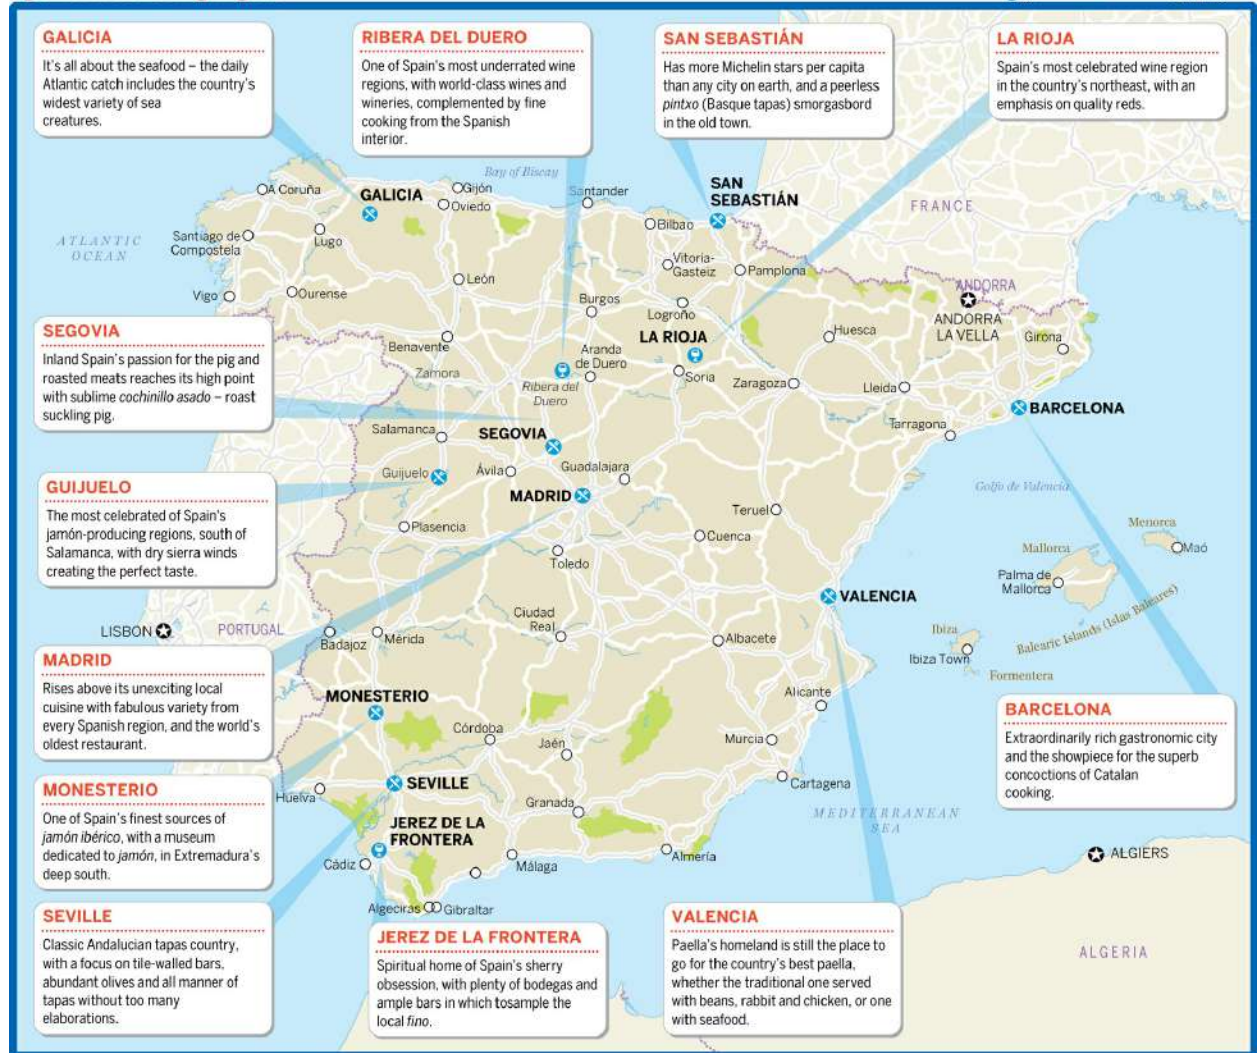 GALICIA
It's all about the seafood – the daily
Atlantic catch includes the country's
widest variety of sea
creatures.
RIBERA DEL DUERO
One of Spain's most underrated wine
regions, with world-class wines and
wineries, complemented by fine
cooking from the Spanish
interior.
SAN SEBASTIÁN
Has more Michelin stars per capita
than any city on earth, and a peerless
pintxo (Basque tapas) smorgasbord
in the old town.
LA RIOJA
Spain's most celebrated wine region
in the country's northeast, with an
emphasis on quality reds.
Bay of Biscay
A Coruña
GALICIA
Gijón
Oviedo
Santander
SAN
SEBASTIÁN
Bilbao
FRANCE
ATLANTIC
OCEAN
Santiago de
Compostela
Lugo
Vitoria-
Gasteiz
Pamplona
León
Vigo
Ourense
Burgos
Logroño
ANDORRA
ANDORRA
LA VELLA
Girona
Huesca
LA RIOJA
SEGOVIA
Inland Spain's passion for the pig and
roasted meats reaches its high point
with sublime cochinillo asado – roast
suckling pig.
Benavente
Zamora
Aranda
de Duero
Ribera del
Duero
Soria
Zaragoza
Lleida
BARCELONA
Tarragona
Salamanca
SEGOVIA
Guijuelo
Ávila
Guadalajara
MADRID
Golfo de Valencia
GUIJUELO
The most celebrated of Spain's
jamón-producing regions, south of
Salamanca, with dry sierra winds
creating the perfect taste.
Plasencia
Teruel
Cuenca
Toledo
Menorca
Maó
Mallorca
Palma de
Mallorca
VALENCIA
Balearic Islands (Islas Baleares)
Ibiza
Ibiza Town
Formentera
LISBON
PORTUGAL
Badajoz
Mérida
Ciudad
Real
Albacete
MADRID
Rises above its unexciting local
cuisine with fabulous variety from
every Spanish region, and the world's
oldest restaurant.
MONESTERIO
Alicante
Córdoba
Jaén
Murcia
Cartagena
BARCELONA
Extraordinarily rich gastronomic city
and the showpiece for the superb
concoctions of Catalan
cooking.
MONESTERIO
One of Spain's finest sources of
jamón ibérico, with a museum
dedicated to jamón, in Extremadura's
deep south.
Huelva
SEVILLE
Granada
MEDITERRANEAN
SEA
JEREZ DE LA
FRONTERA
Cádiz
Málaga
Almería
ALGIERS
Algeciras
Gibraltar
SEVILLE
Classic Andalucian tapas country,
with a focus on tile-walled bars,
abundant olives and all manner of
tapas without too many
elaborations.
JEREZ DE LA FRONTERA
Spiritual home of Spain's sherry
obsession, with plenty of bodegas and
ample bars in which tosample the
local fino.
VALENCIA
Paella's homeland is still the place to
go for the country's best paella,
whether the traditional one served
with beans, rabbit and chicken, or one
with seafood.
ALGERIA